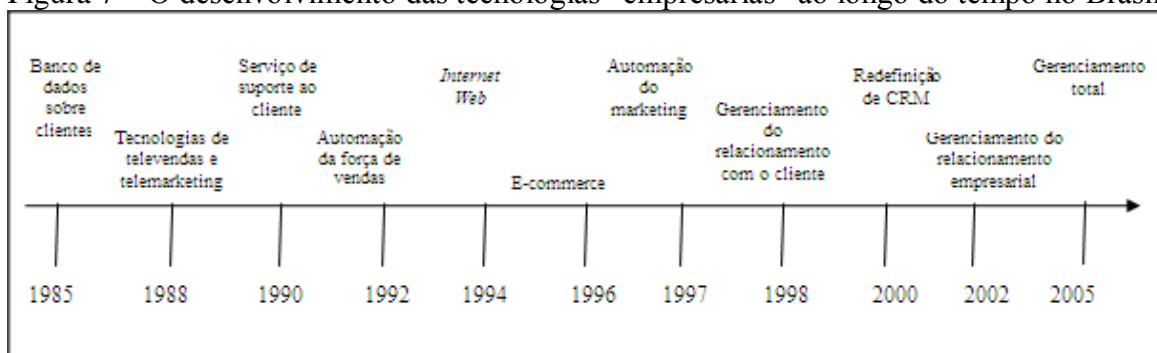 Figura 7 – O desenvolvimento das tecnologias "empresarias" ao longo do tempo no Brasil
Banco de
dados
sobre
clientes
Tecnologias de
televendas e
telemarketing
Serviço de
suporte ao
cliente
Automação
da força de
vendas
Internet
Web
E-commerce
Automação
do
marketing
Gerenciamento
do
relacionamento
com o cliente
Redefinição
de CRM
Gerenciamento do
relacionamento
empresarial
Gerenciamento
total
1985 1988 1990 1992 1994 1996 1997 1998 2000 2002 2005